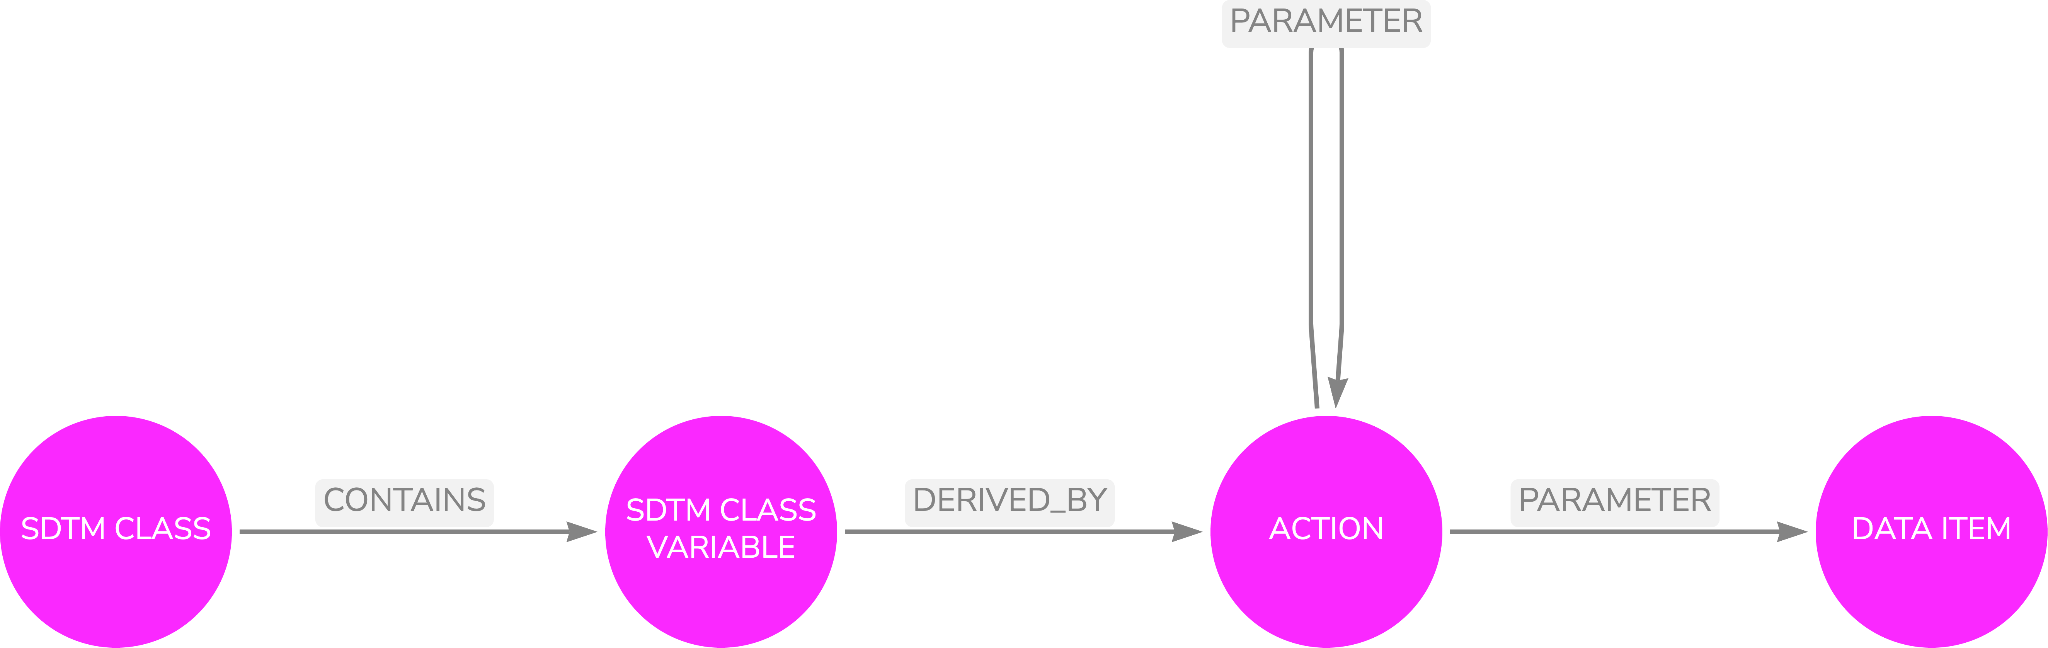 PARAMETER
SDTM CLASS
CONTAINS
SDTM CLASS
VARIABLE
DERIVED_BY
ACTION
PARAMETER
DATA ITEM